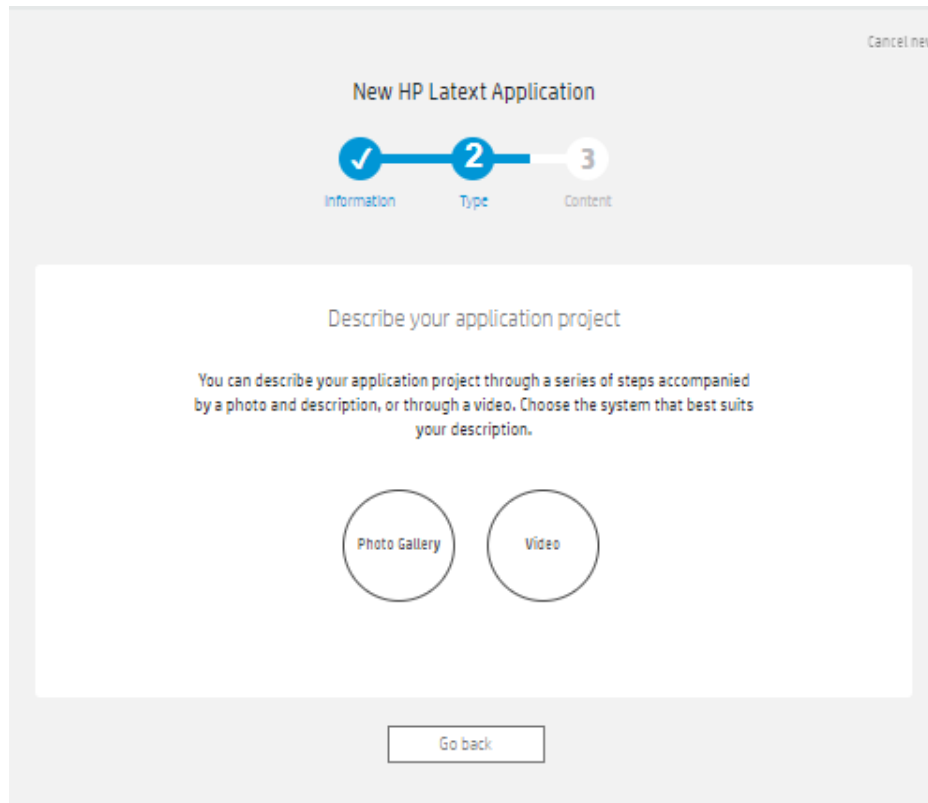 Cancel
New HP Latext Application
✓ 2 3
Information Type Content
Describe your application project
You can describe your application project through a series of steps accompanied
by a photo and description, or through a video. Choose the system that best suits
your description.
Photo Gallery Video
Go back